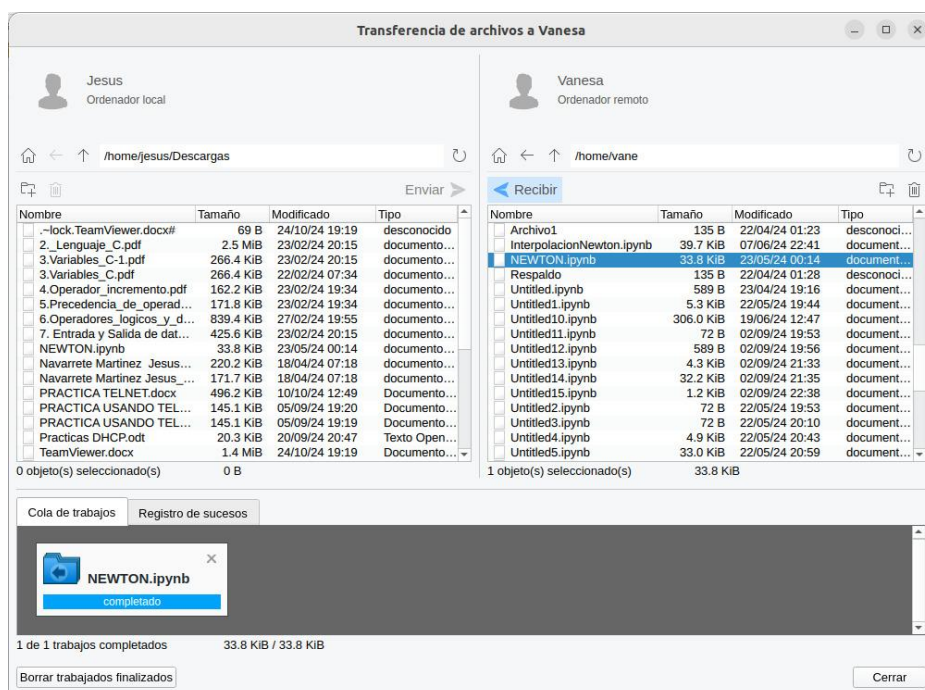 Transferencia de archivos a Vanesa
Jesus
Ordenador local
Vanesa
Ordenador remoto
/home/jesus/Descargas
/home/vane
Enviar
Recibir
Nombre Tamaño Modificado Tipo
.~lock.TeamViewer.docx# 69 B 24/10/24 19:19 desconocido
2._Lenguaje_C.pdf 2.5 MiB 23/02/24 20:15 documento...
3.Variables_C-1.pdf 266.4 KiB 23/02/24 20:15 documento...
3.Variables_C.pdf 266.4 KiB 22/02/24 07:34 documento...
4.Operador_incremento.pdf 162.2 KiB 23/02/24 19:34 documento...
5.Precedencia_de_operad... 171.8 KiB 23/02/24 19:34 documento...
6.Operadores_logicos_y_d... 839.4 KiB 27/02/24 19:55 documento...
7. Entrada y Salida de dat... 425.6 KiB 23/02/24 20:15 documento...
NEWTON.ipynb 33.8 KiB 23/05/24 00:14 documento...
Navarrete Martinez Jesus... 220.2 KiB 18/04/24 07:18 documento...
Navarrete Martinez Jesus_... 171.7 KiB 18/04/24 07:18 documento...
PRACTICA TELNET.docx 496.2 KiB 10/10/24 12:49 Documento...
PRACTICA USANDO TEL... 145.1 KiB 05/09/24 19:20 Documento...
PRACTICA USANDO TEL... 145.1 KiB 05/09/24 19:19 Documento...
Practicas DHCP.odt 20.3 KiB 20/09/24 20:47 Texto Open...
TeamViewer.docx 1.4 MiB 24/10/24 19:19 Documento...
0 objeto(s) seleccionado(s) 0 B
Nombre Tamaño Modificado Tipo
Archivo1 135 B 22/04/24 01:23 desconoci...
InterpolacionNewton.ipynb 39.7 KiB 07/06/24 22:41 document...
NEWTON.ipynb 33.8 KiB 23/05/24 00:14 document...
Respaldo 135 B 22/04/24 01:28 desconoci...
Untitled.ipynb 589 B 23/04/24 19:16 document...
Untitled1.ipynb 5.3 KiB 22/05/24 19:44 document...
Untitled10.ipynb 306.0 KiB 19/06/24 12:47 document...
Untitled11.ipynb 72 B 02/09/24 19:53 document...
Untitled12.ipynb 589 B 02/09/24 19:56 document...
Untitled13.ipynb 4.3 KiB 02/09/24 21:33 document...
Untitled14.ipynb 32.2 KiB 02/09/24 21:35 document...
Untitled15.ipynb 1.2 KiB 02/09/24 22:38 document...
Untitled2.ipynb 72 B 22/05/24 19:53 document...
Untitled3.ipynb 72 B 22/05/24 20:10 document...
Untitled4.ipynb 4.9 KiB 22/05/24 20:43 document...
Untitled5.ipynb 33.0 KiB 22/05/24 20:59 document...
1 objeto(s) seleccionado(s) 33.8 KiB
Cola de trabajos
Registro de sucesos
NEWTON.ipynb
completado
1 de 1 trabajos completados 33.8 KiB / 33.8 KiB
Borrar trabajados finalizados
Cerrar